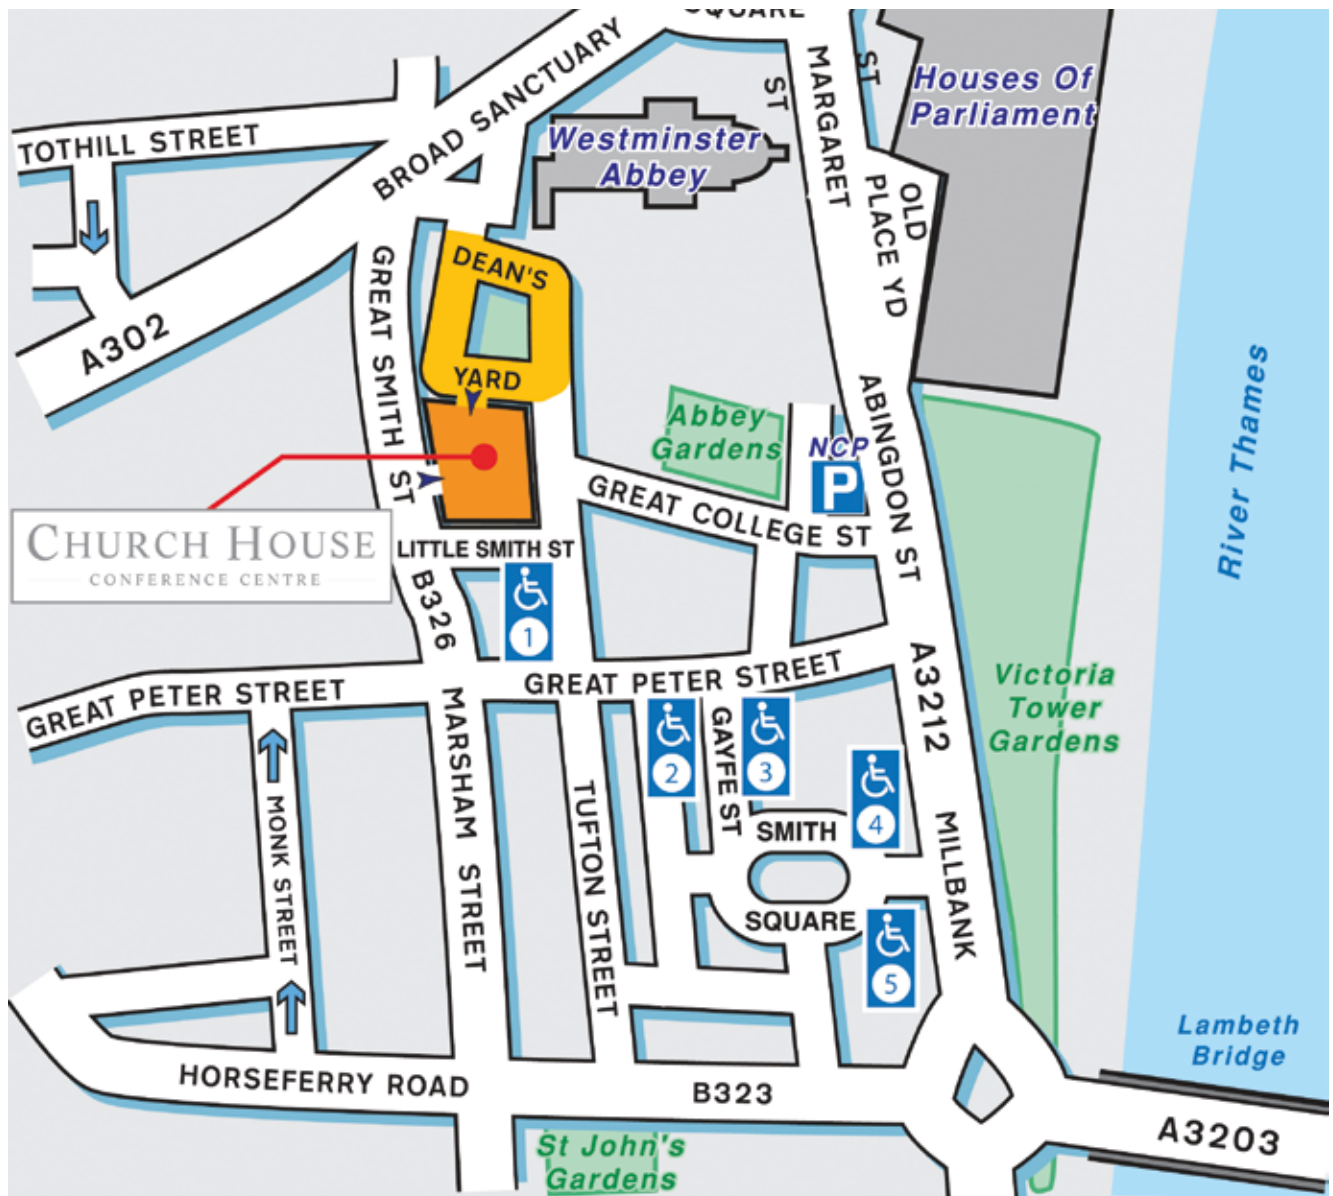 SQUARE
BROAD SANCTUARY
TOTHILL STREET
ST
MARGARET
ST
Houses Of
Parliament
Westminster
Abbey
OLD
PLACE YD
A302
GREAT SMITH ST
DEAN'S
YARD
Abbey
Gardens
NCP
P
ABINGDON ST
River Thames
GREAT COLLEGE ST
CHURCH HOUSE
CONFERENCE CENTRE
LITTLE SMITH ST
B326
1
GREAT PETER STREET
GREAT PETER STREET
A3212
Victoria
Tower
Gardens
MARSHAM STREET
2
GAYFE ST
3
4
MONK STREET
TUFTON STREET
SMITH
SQUARE
MILLBANK
5
Lambeth
Bridge
HORSEFERRY ROAD
B323
A3203
St John's
Gardens